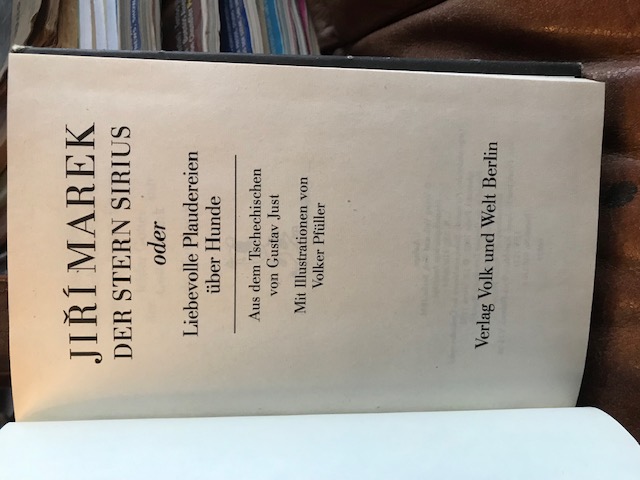 JIŘÍ MAREK
DER STERN SIRIUS
oder
Liebevolle Plaudereien
über Hunde
Aus dem Tschechischen
von Gustav Just
Mit Illustrationen von
Volker Pfüller
Verlag Volk und Welt Berlin